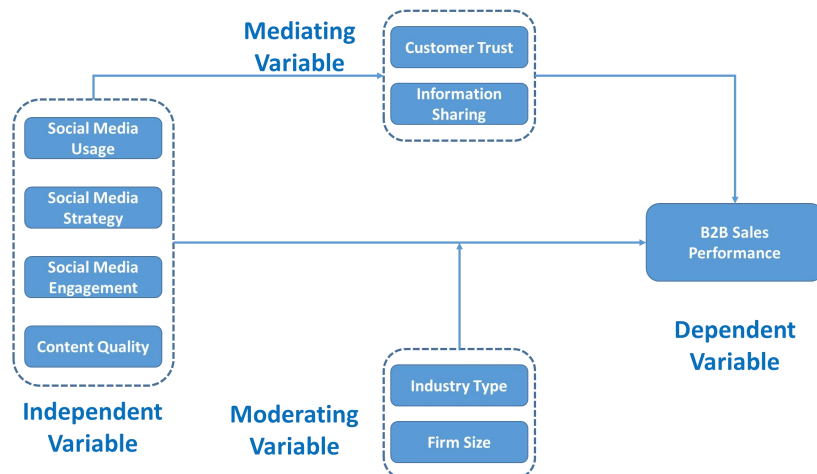 Mediating
Variable
Customer Trust
Information
Sharing
Social Media
Usage
Social Media
Strategy
Social Media
Engagement
Content Quality
Independent
Variable
B2B Sales
Performance
Dependent
Variable
Moderating
Variable
Industry Type
Firm Size